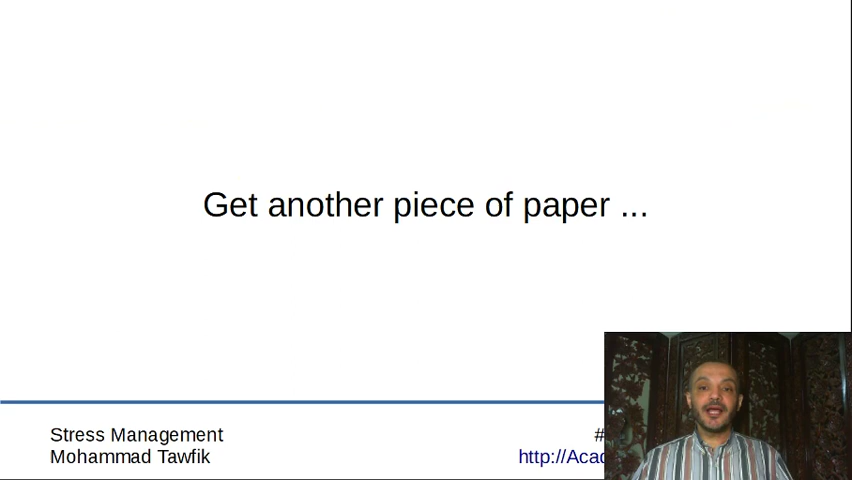 Get another piece of paper ...
Stress Management
#
Mohammad Tawfik
http://Acad